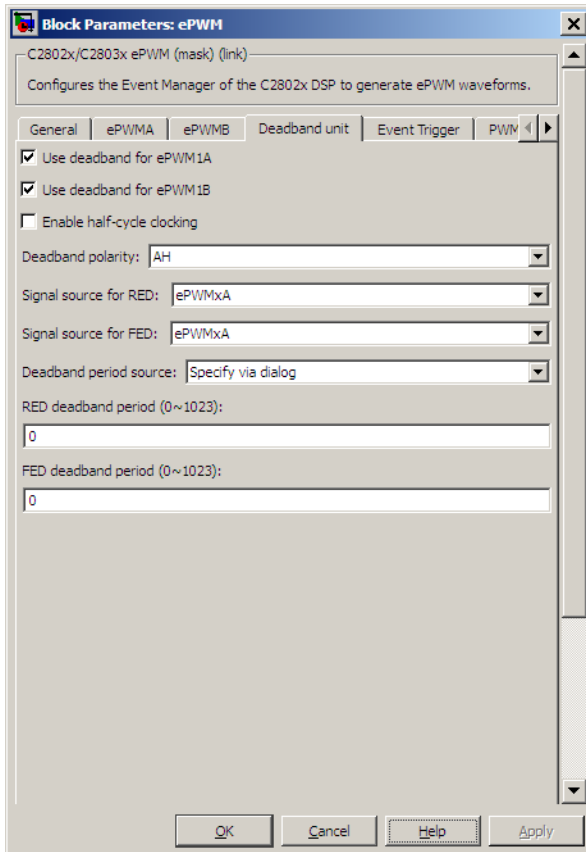 Block Parameters: ePWM
C2802x/C2803x ePWM (mask) (link)
Configures the Event Manager of the C2802x DSP to generate ePWM waveforms.
General ePWMA ePWMB Deadband unit Event Trigger PWM
Use deadband for ePWM1A
Use deadband for ePWM1B
Enable half-cycle clocking
Deadband polarity: AH
Signal source for RED: ePWMxA
Signal source for FED: ePWMxA
Deadband period source: Specify via dialog
RED deadband period (0~1023):
0
FED deadband period (0~1023):
0
OK Cancel Help Apply